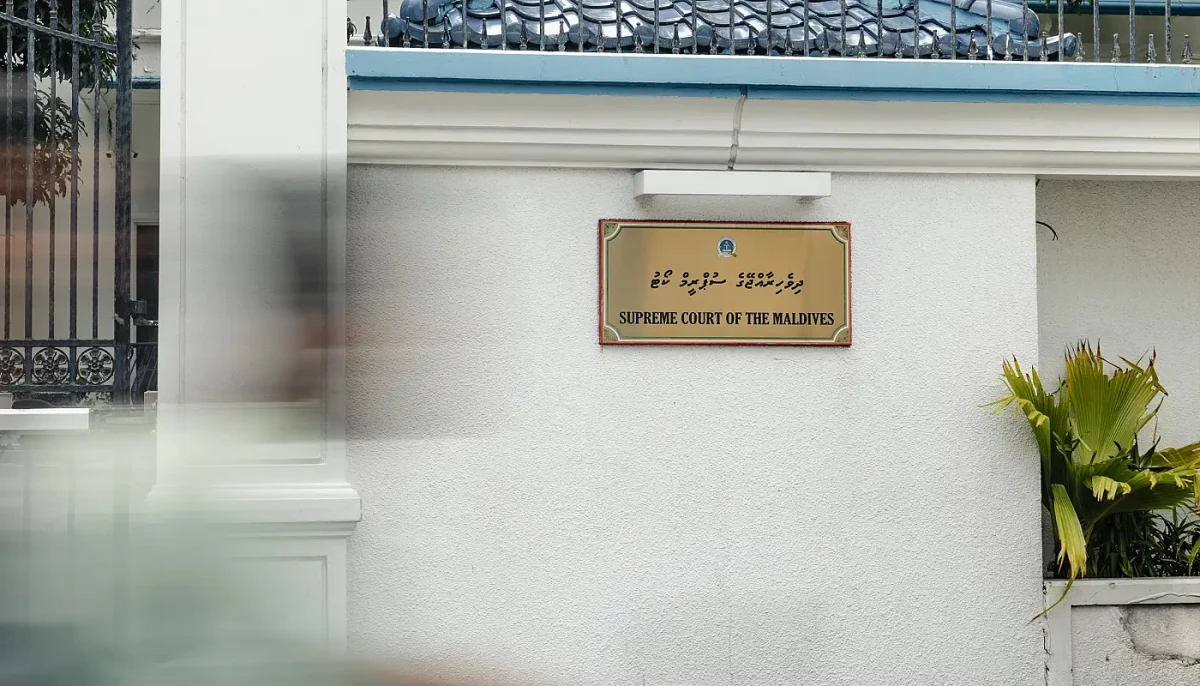 ދިވެހިރާއްޖޭގެ ސުޕްރީމް ކޯޓު
SUPREME COURT OF THE MALDIVES